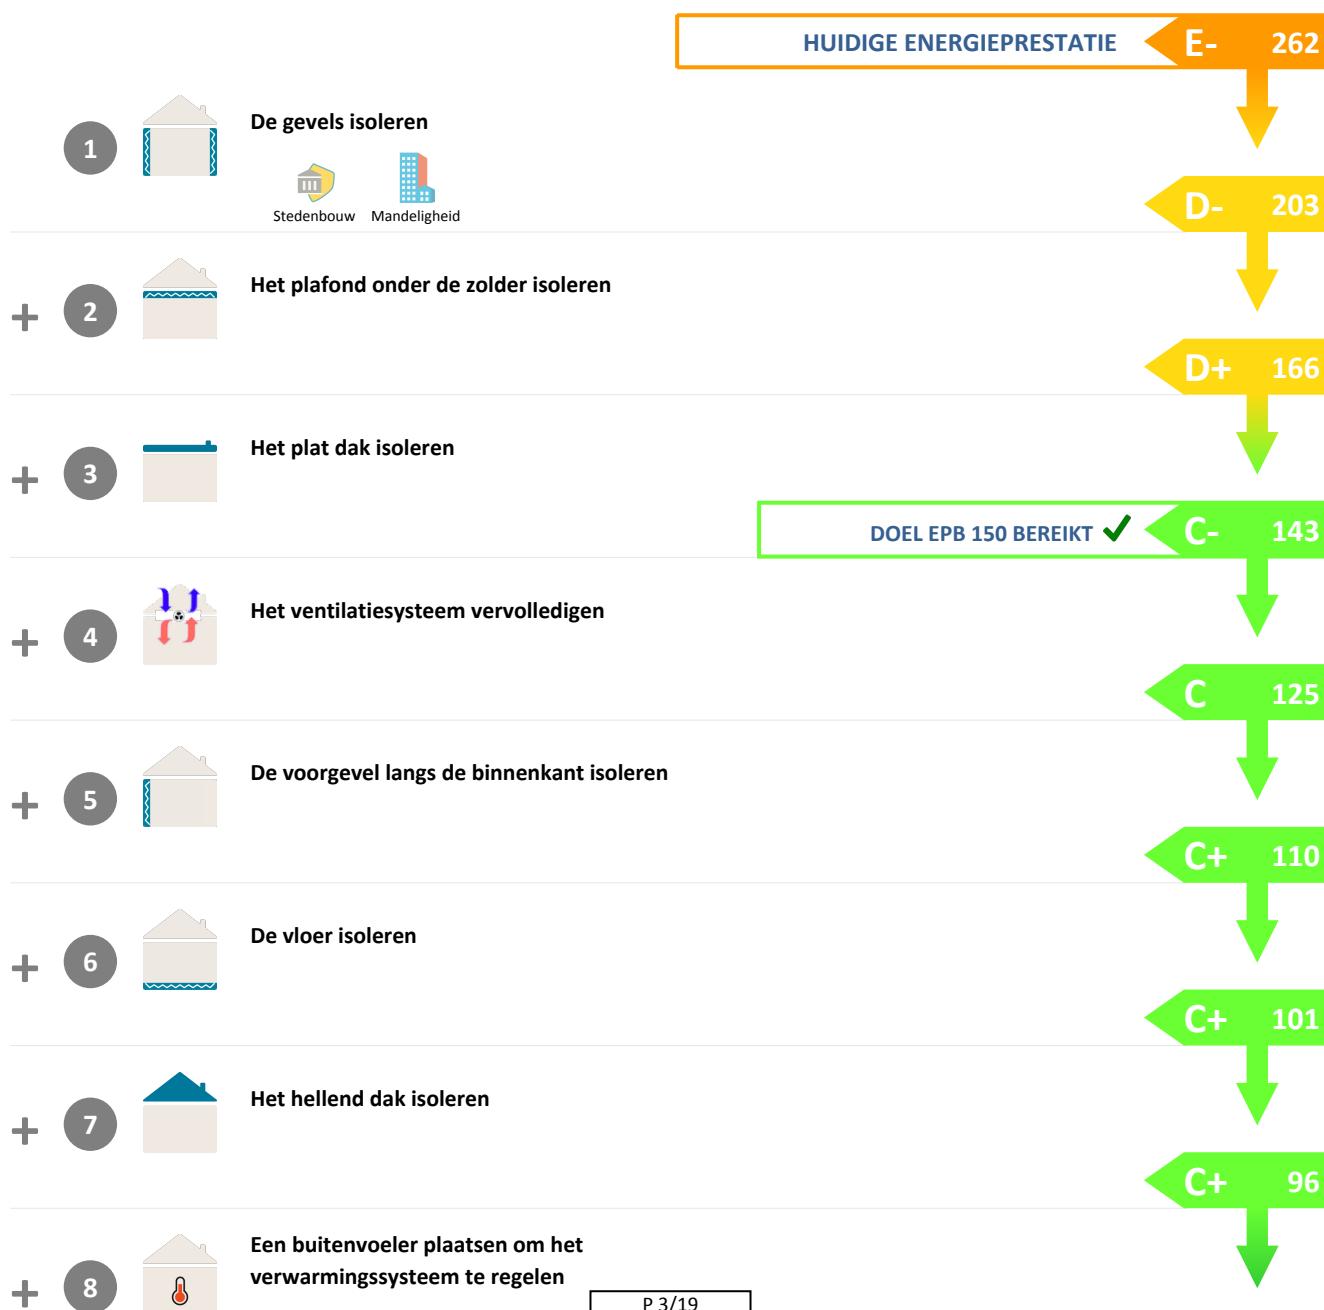 HUIDIGE ENERGIEPRESTATIE E- 262
1 De gevels isoleren
Stedenbouw Mandeligheid
D- 203
+ 2 Het plafond onder de zolder isoleren
D+ 166
+ 3 Het plat dak isoleren
DOEL EPB 150 BEREIKT ✓ C- 143
+ 4 Het ventilatiesysteem vervolledigen
C 125
+ 5 De voorgevel langs de binnenkant isoleren
C+ 110
+ 6 De vloer isoleren
C+ 101
+ 7 Het hellend dak isoleren
C+ 96
+ 8 Een buitenvoeler plaatsen om het
verwarmingssysteem te regelen
P 3/19